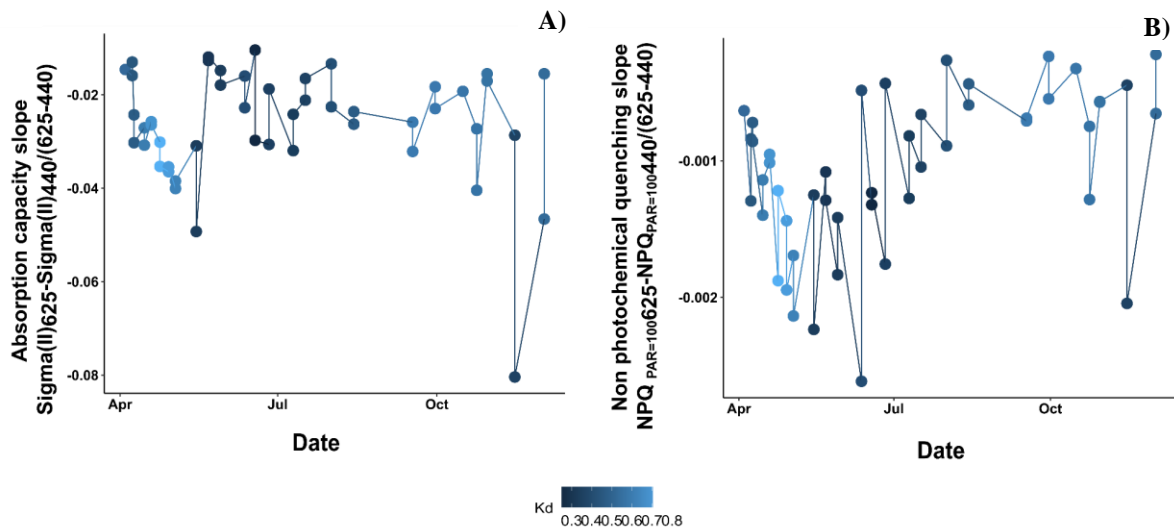 A)
Absorption capacity slope
Sigma(II)625-Sigma(II)440/(625-440)
-0.02
-0.04
-0.06
-0.08
Apr
Jul
Oct
Date
B)
Non photochemical quenching slope
NPQ PAR=100625-NPQPAR=100440/(625-440)
-0.001
-0.002
Apr
Jul
Oct
Date
Kd
0.30.40.50.60.70.8